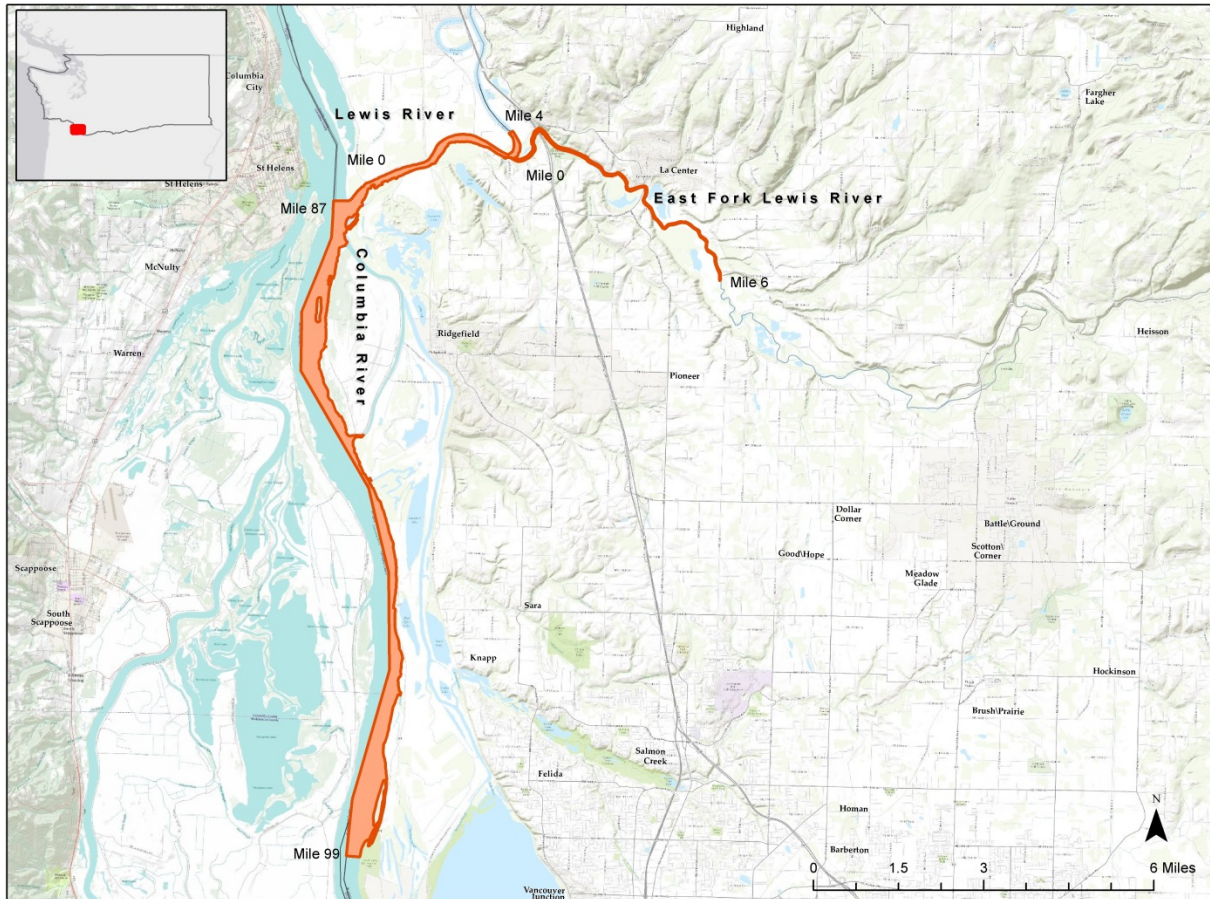 Highland
Columbia
City
Fargher
Lake
Lewis River
Mile 4
Mile 0
St Helens
St Helens
La Center
Mile 0
East Fork Lewis River
Mile 87
Columbia River
McNulty
Mile 6
Ridgefield
Heisson
Warren
Pioneer
Dollar
Corner
Battle\Ground
Good\Hope
Scotton\
Corner
Meadow
Glade
Scappoose
South
Scappoose
Sara
Knapp
Hockinson
Brush\Prairie
Salmon
Creek
Felida
Homan
N
Mile 99
Barberton
0 1.5 3 6 Miles
Vancouver
Junction